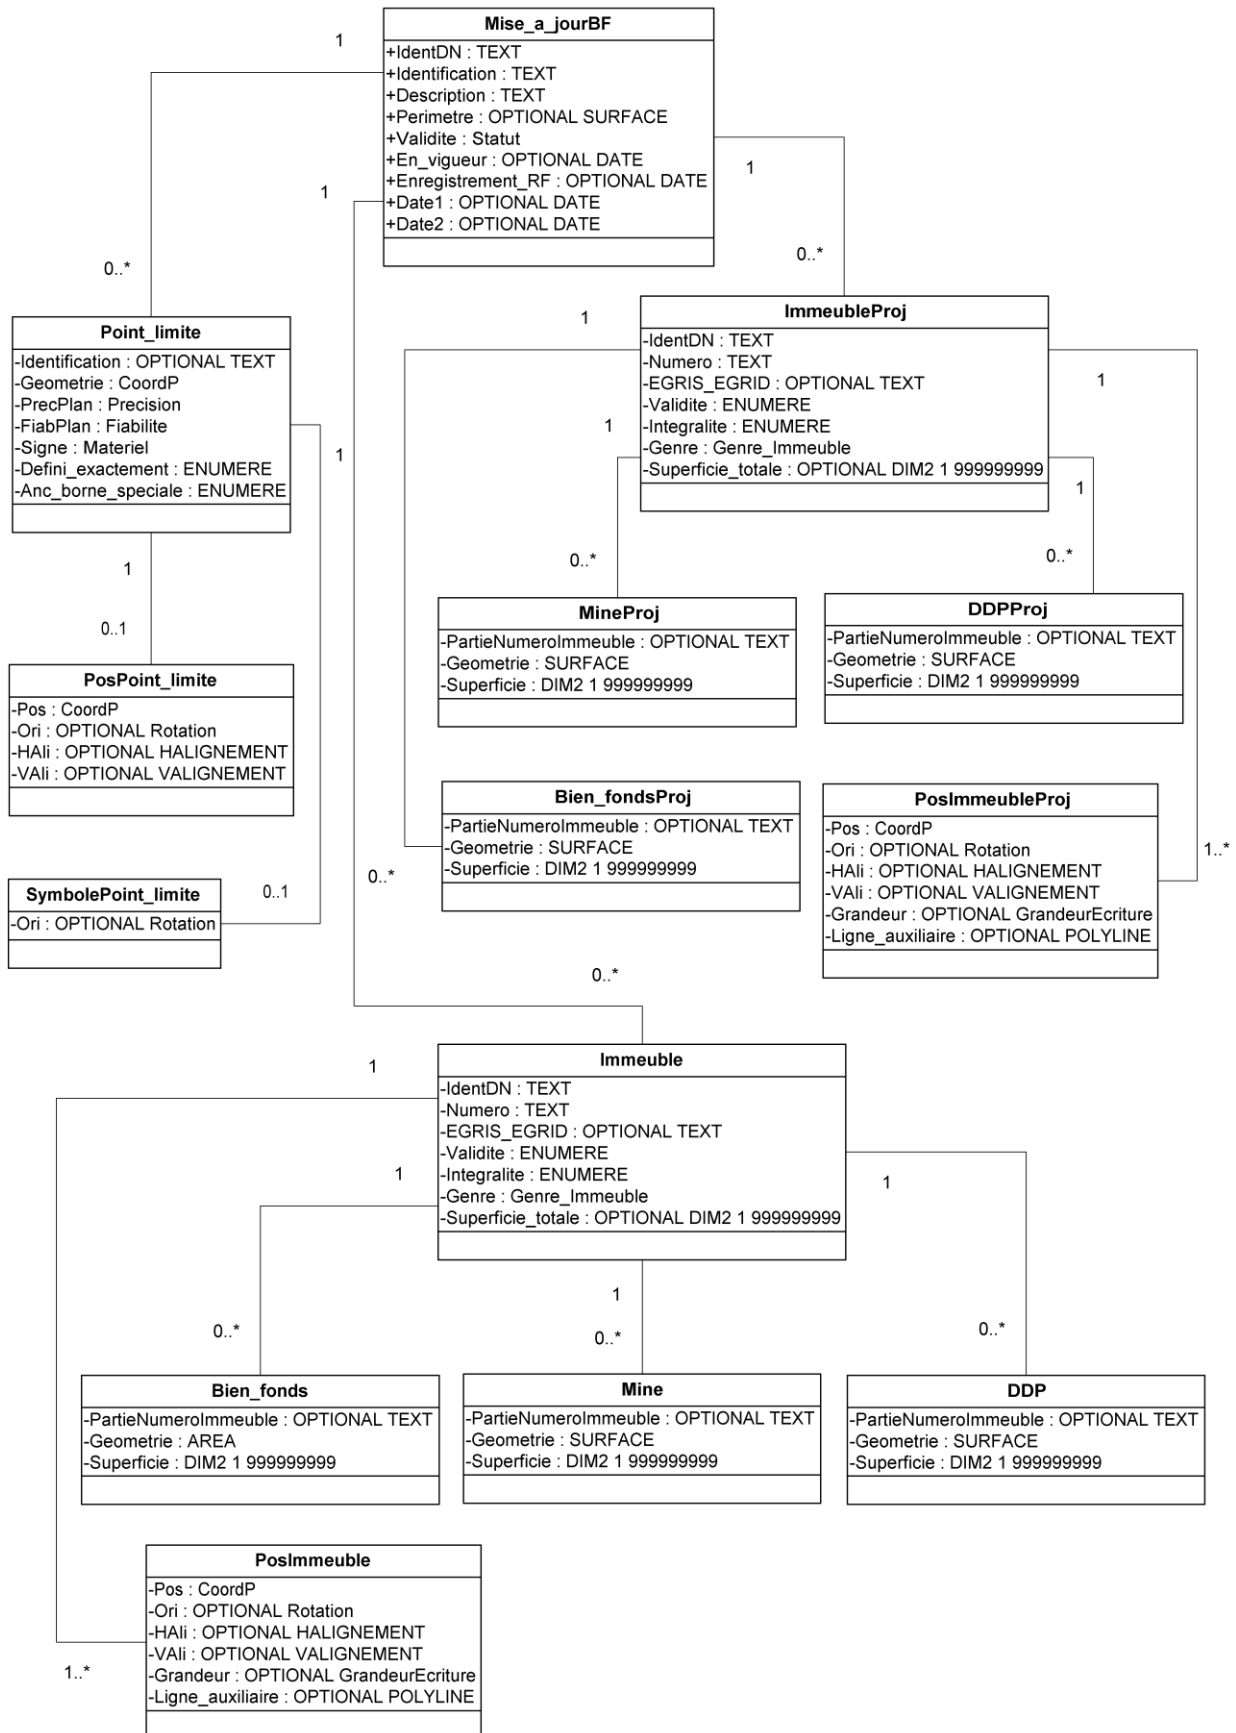 Mise_a_jourBF
+IdentDN : TEXT
+Identification : TEXT
+Description : TEXT
+Perimetre : OPTIONAL SURFACE
+Validite : Statut
+En_vigueur : OPTIONAL DATE
+Enregistrement_RF : OPTIONAL DATE
+Date1 : OPTIONAL DATE
+Date2 : OPTIONAL DATE
1
1
1
0..*
0..*
Point_limite
-Identification : OPTIONAL TEXT
-Geometrie : CoordP
-PrecPlan : Precision
-FiabPlan : Fiabilite
-Signe : Materiel
-Defini_exactement : ENUMERE
-Anc_borne_speciale : ENUMERE
1
1
0..1
ImmeubleProj
-IdentDN : TEXT
-Numero : TEXT
-EGRIS_EGRID : OPTIONAL TEXT
-Validite : ENUMERE
-Integralite : ENUMERE
-Genre : Genre_Immeuble
-Superficie_totale : OPTIONAL DIM2 1 999999999
1
1
1
1
0..*
0..*
MineProj
-PartieNumeroImmeuble : OPTIONAL TEXT
-Geometrie : SURFACE
-Superficie : DIM2 1 999999999
DDPProj
-PartieNumeroImmeuble : OPTIONAL TEXT
-Geometrie : SURFACE
-Superficie : DIM2 1 999999999
PosPoint_limite
-Pos : CoordP
-Ori : OPTIONAL Rotation
-HAli : OPTIONAL HALIGNEMENT
-VAli : OPTIONAL VALIGNEMENT
Bien_fondsProj
-PartieNumeroImmeuble : OPTIONAL TEXT
-Geometrie : SURFACE
-Superficie : DIM2 1 999999999
0..*
PosImmeubleProj
-Pos : CoordP
-Ori : OPTIONAL Rotation
-HAli : OPTIONAL HALIGNEMENT
-VAli : OPTIONAL VALIGNEMENT
-Grandeur : OPTIONAL GrandeurEcriture
-Ligne_auxiliaire : OPTIONAL POLYLINE
1..*
SymbolePoint_limite
-Ori : OPTIONAL Rotation
0..1
0..*
Immeuble
-IdentDN : TEXT
-Numero : TEXT
-EGRIS_EGRID : OPTIONAL TEXT
-Validite : ENUMERE
-Integralite : ENUMERE
-Genre : Genre_Immeuble
-Superficie_totale : OPTIONAL DIM2 1 999999999
1
1
1
1
0..*
0..*
0..*
Bien_fonds
-PartieNumeroImmeuble : OPTIONAL TEXT
-Geometrie : AREA
-Superficie : DIM2 1 999999999
Mine
-PartieNumeroImmeuble : OPTIONAL TEXT
-Geometrie : SURFACE
-Superficie : DIM2 1 999999999
DDP
-PartieNumeroImmeuble : OPTIONAL TEXT
-Geometrie : SURFACE
-Superficie : DIM2 1 999999999
PosImmeuble
-Pos : CoordP
-Ori : OPTIONAL Rotation
-HAli : OPTIONAL HALIGNEMENT
-VAli : OPTIONAL VALIGNEMENT
-Grandeur : OPTIONAL GrandeurEcriture
-Ligne_auxiliaire : OPTIONAL POLYLINE
1..*